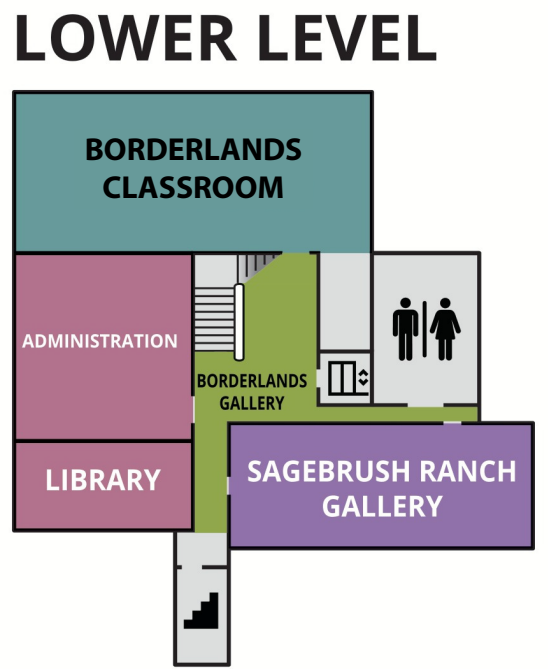 LOWER LEVEL
BORDERLANDS
CLASSROOM
ADMINISTRATION
BORDERLANDS
GALLERY
LIBRARY
SAGEBRUSH RANCH
GALLERY